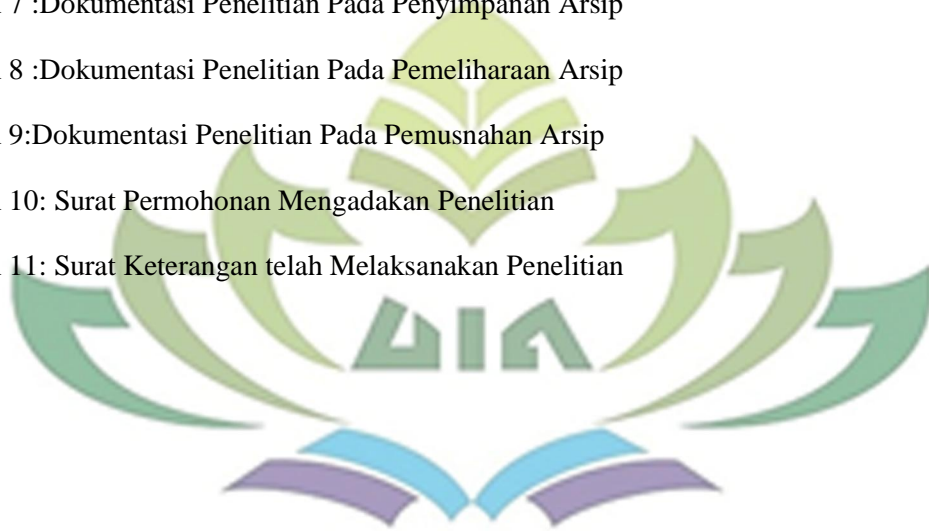 7 :Dokumentasi Penelitian Pada Penyimpanan Arsip
8 :Dokumentasi Penelitian Pada Pemeliharaan Arsip
9:Dokumentasi Penelitian Pada Pemusnahan Arsip
10: Surat Permohonan Mengadakan Penelitian
11: Surat Keterangan telah Melaksanakan Penelitian
UIN